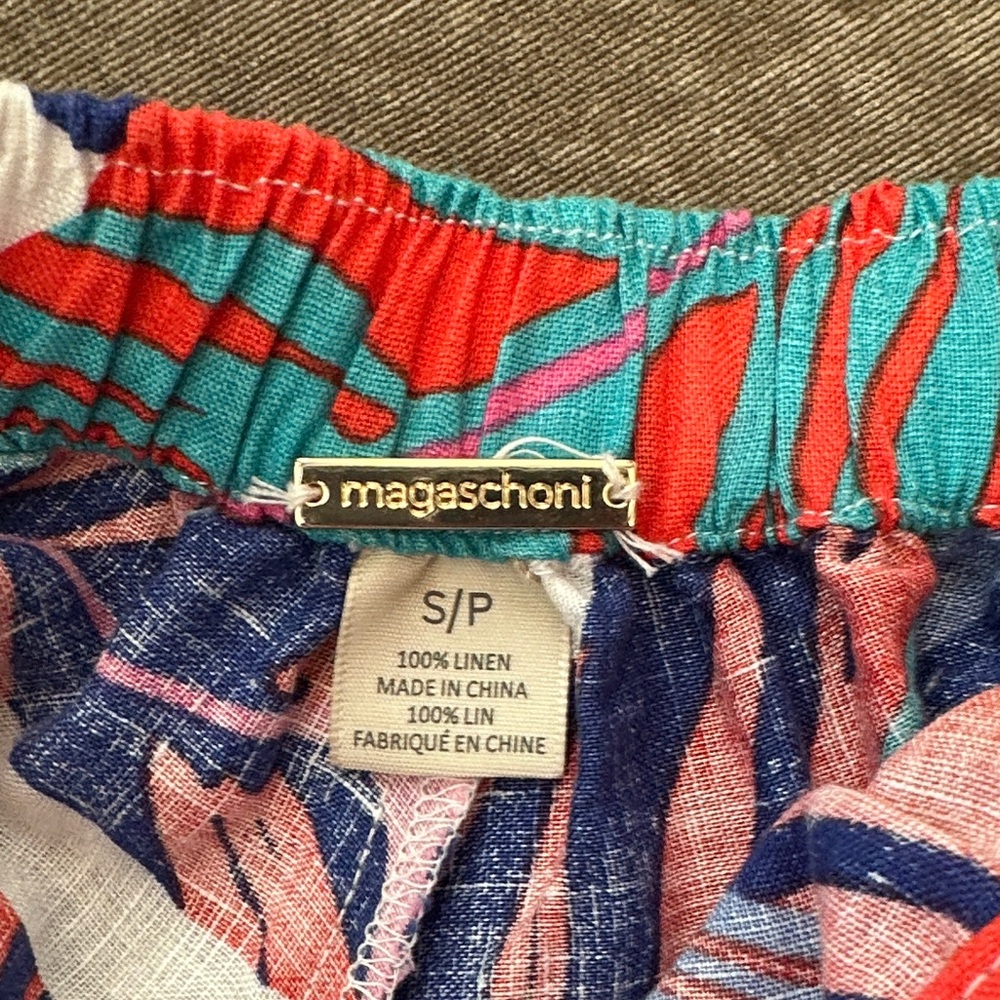 magaschoni
S/P
100% LINEN
MADE IN CHINA
100% LIN
FABRIQUÉ EN CHINE